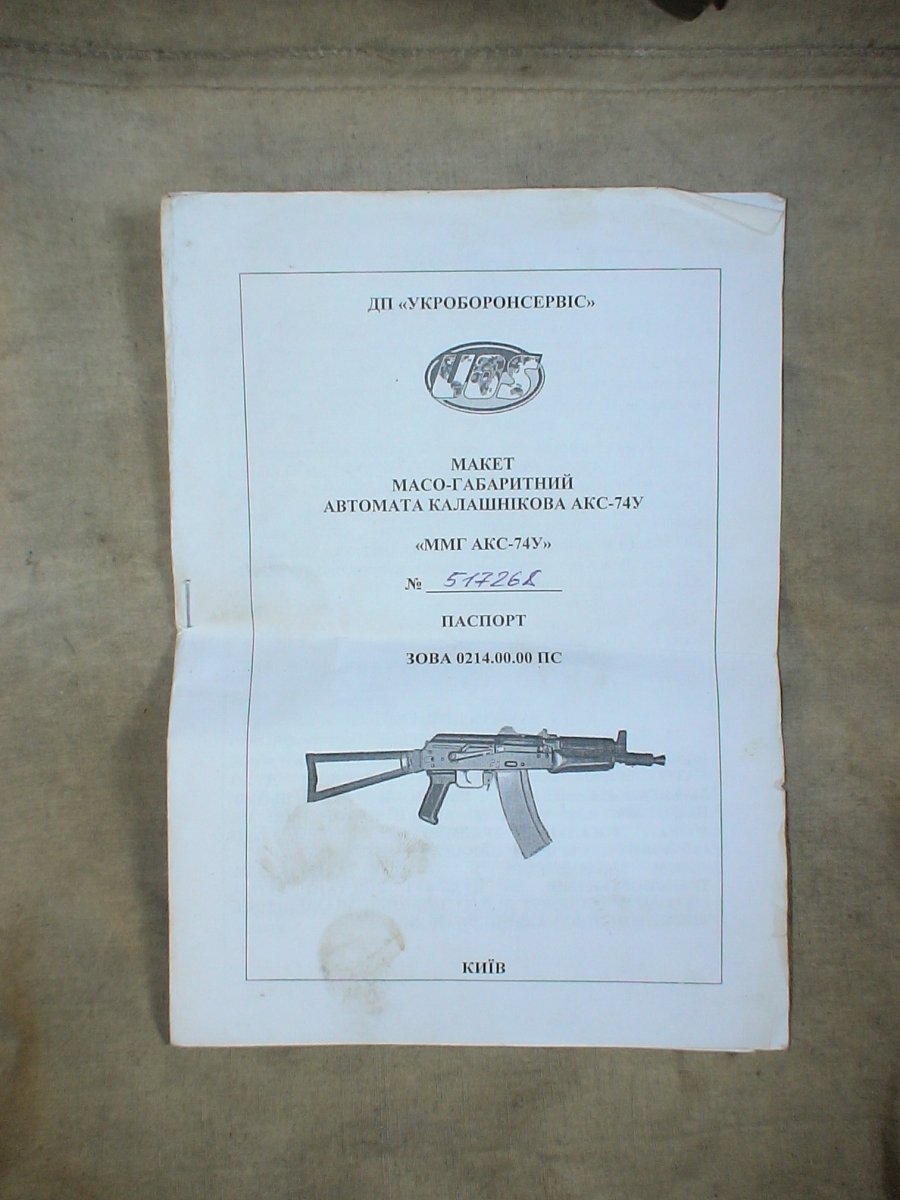 ДП «УКРОБОРОНСЕРВІС»
UBS
МАКЕТ
МАСО-ГАБАРИТНИЙ
АВТОМАТА КАЛАШНІКОВА АКС-74У
«ММГ АКС-74У»
№ 517262
ПАСПОРТ
ЗОВА 0214.00.00 ПС
КИЇВ